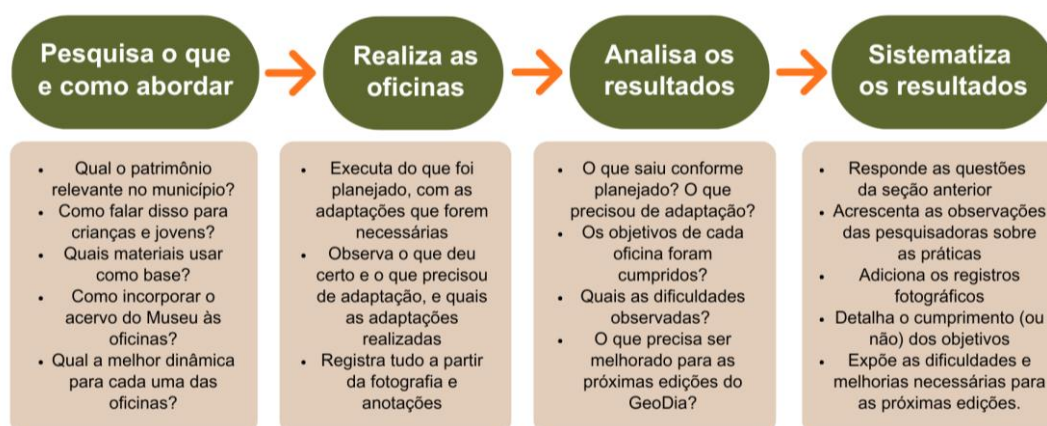 Pesquisa o que
e como abordar
Realiza as
oficinas
Analisa os
resultados
Sistematiza
os resultados
• Qual o patrimônio
relevante no município?
• Como falar disso para
crianças e jovens?
• Quais materiais usar
como base?
• Como incorporar o
acervo do Museu às
oficinas?
• Qual a melhor dinâmica
para cada uma das
oficinas?
• Executa do que foi
planejado, com as
adaptações que forem
necessárias
• Observa o que deu
certo e o que precisou
de adaptação, e quais
as adaptações
realizadas
• Registra tudo a partir
da fotografia e
anotações
• O que saiu conforme
planejado? O que
precisou de adaptação?
• Os objetivos de cada
oficina foram
cumpridos?
• Quais as dificuldades
observadas?
• O que precisa ser
melhorado para as
próximas edições do
GeoDia?
• Responde as questões
da seção anterior
• Acrescenta as observações
das pesquisadoras sobre
as práticas
• Adiciona os registros
fotográficos
• Detalha o cumprimento (ou
não) dos objetivos
• Expõe as dificuldades e
melhorias necessárias para
as próximas edições.